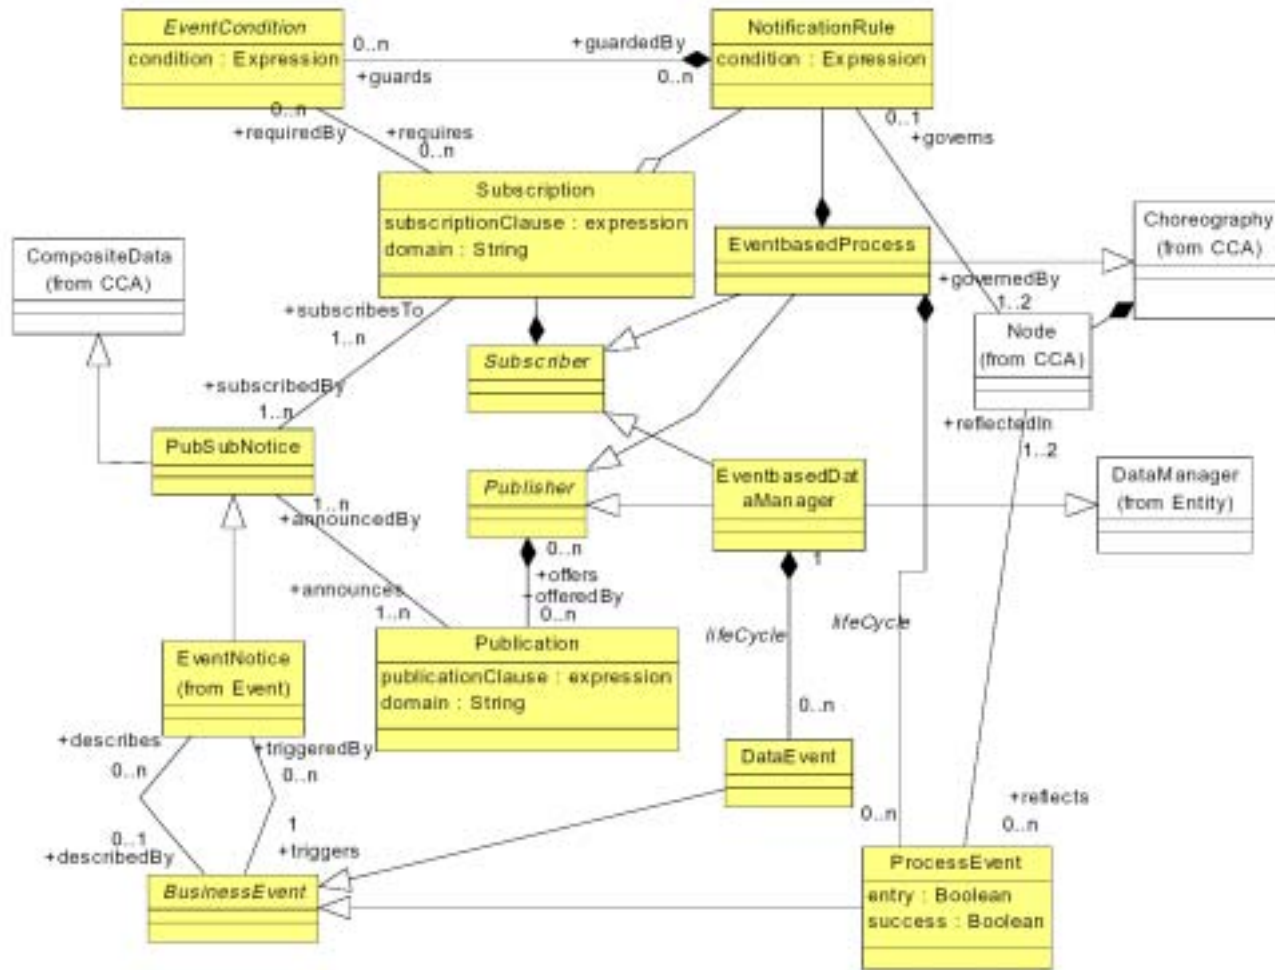 EventCondition
condition : Expression
0..n
+guards
+guardedBy
0..n
NotificationRule
condition : Expression
0..n
+requiredBy
+requires
0..n
0..1
+governs
Subscription
subscriptionClause : expression
domain : String
EventbasedProcess
Choreography
(from CCA)
CompositeData
(from CCA)
+governedBy
1..2
+subscribesTo
1..n
Node
(from CCA)
Subscriber
+subscribedBy
1..n
+reflectedIn
1..2
PubSubNotice
Publisher
EventbasedDat
aManager
DataManager
(from Entity)
1..n
+announcedBy
0..n
+offers
+offeredBy
0..n
1
+announces
1..n
lifeCycle
lifeCycle
Publication
publicationClause : expression
domain : String
EventNotice
(from Event)
0..n
+describes
0..n
+triggeredBy
0..n
DataEvent
+reflects
0..n
0..n
0..1
+describedBy
1
+triggers
BusinessEvent
ProcessEvent
entry : Boolean
success : Boolean